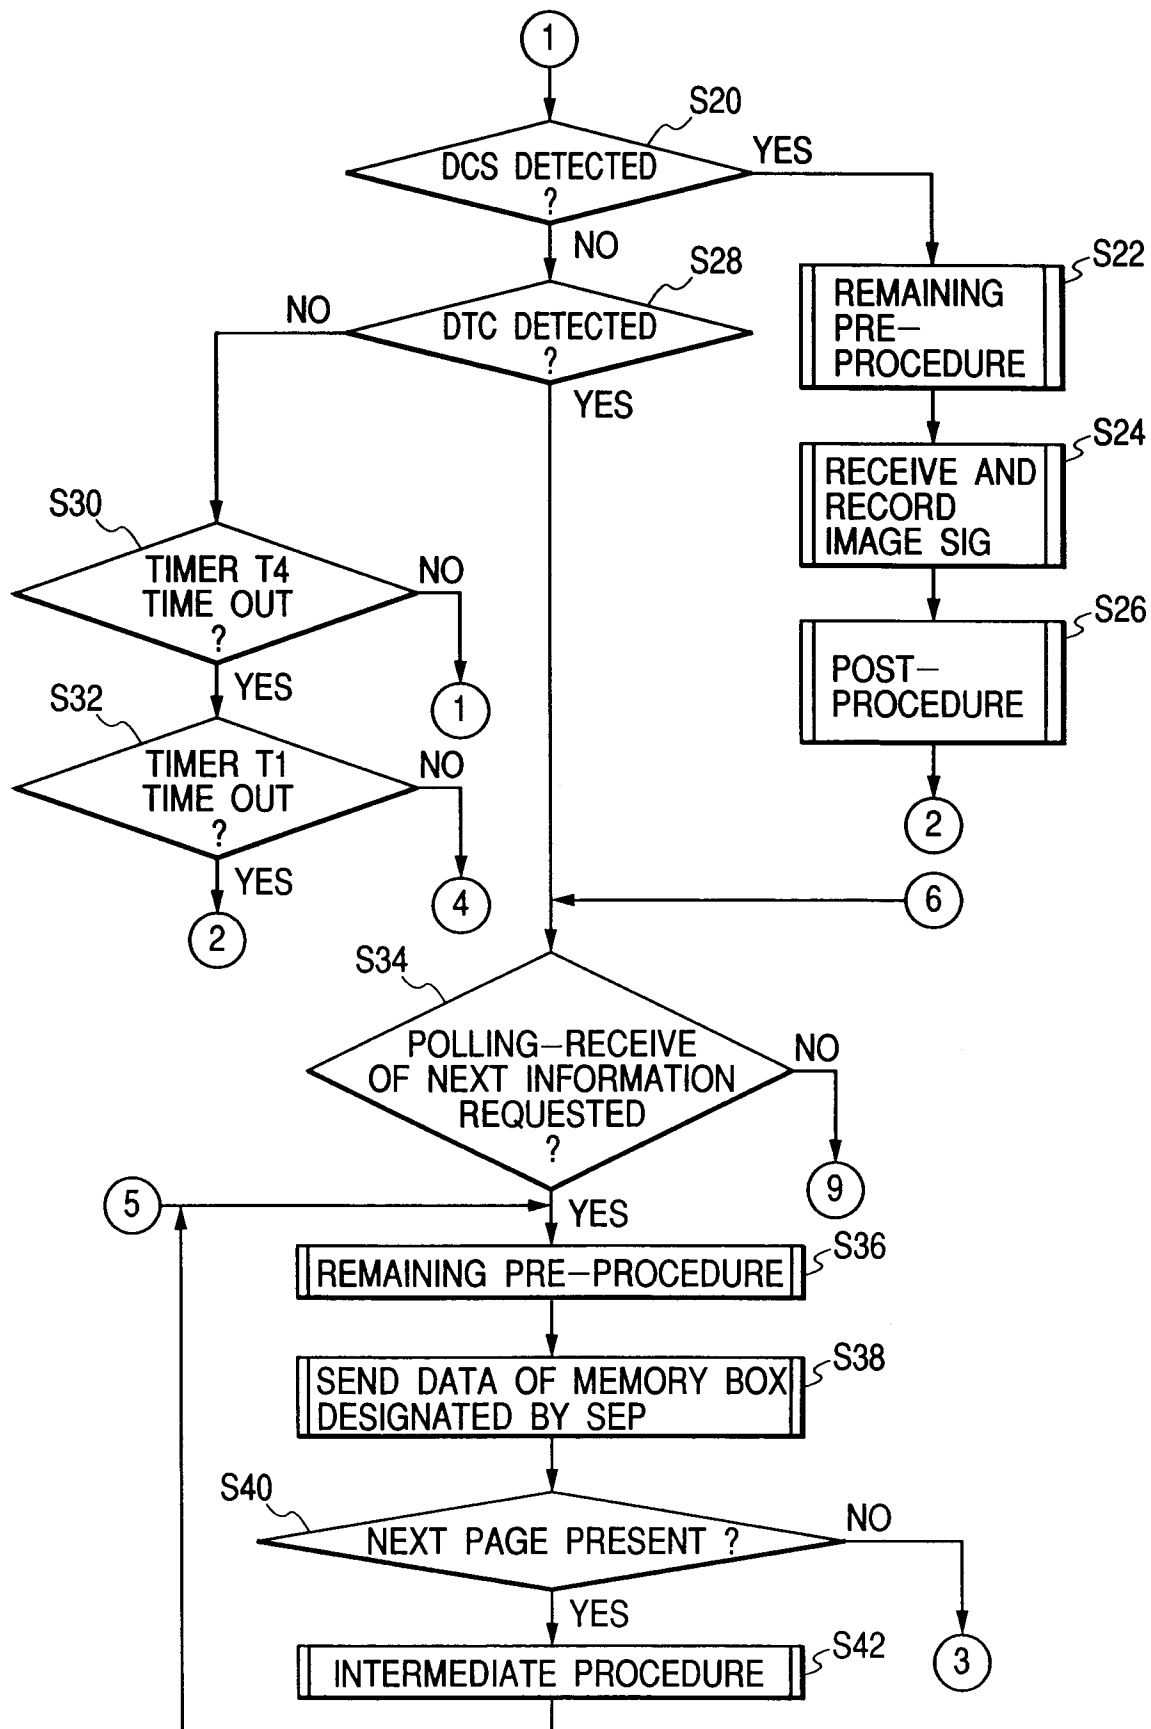 1
S20
DCS DETECTED
?
YES
NO
S28
DTC DETECTED
?
NO
YES
S22
REMAINING
PRE-
PROCEDURE
S24
RECEIVE AND
RECORD
IMAGE SIG
S26
POST-
PROCEDURE
2
S30
TIMER T4
TIME OUT
?
NO
1
YES
S32
TIMER T1
TIME OUT
?
NO
4
YES
2
6
S34
POLLING-RECEIVE
OF NEXT INFORMATION
REQUESTED
?
NO
9
5
YES
S36
REMAINING PRE-PROCEDURE
S38
SEND DATA OF MEMORY BOX
DESIGNATED BY SEP
S40
NEXT PAGE PRESENT ?
NO
3
YES
S42
INTERMEDIATE PROCEDURE